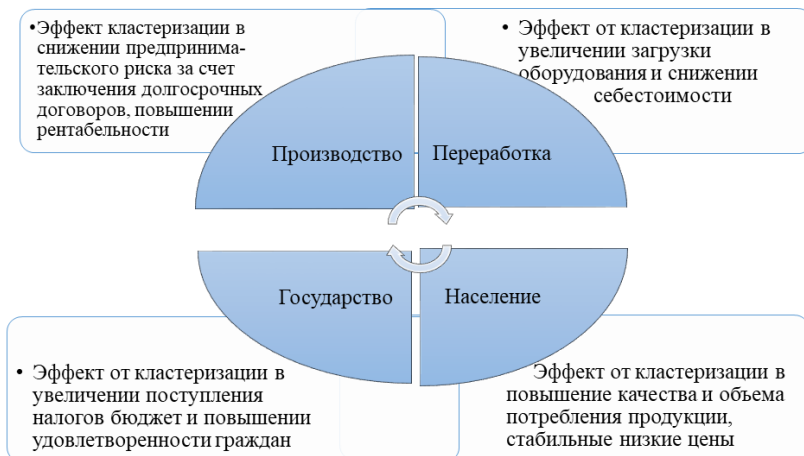 • Эффект кластеризации в
снижении предпринима-
тельского риска за счет
заключения долгосрочных
договоров, повышении
рентабельности
• Эффект от кластеризации в
увеличении загрузки
оборудования и снижении
себестоимости
Производство
Переработка
Государство
Население
• Эффект от кластеризации в
увеличении поступления
налогов бюджет и повышении
удовлетворенности граждан
Эффект от кластеризации в
повышение качества и объема
потребления продукции,
стабильные низкие цены